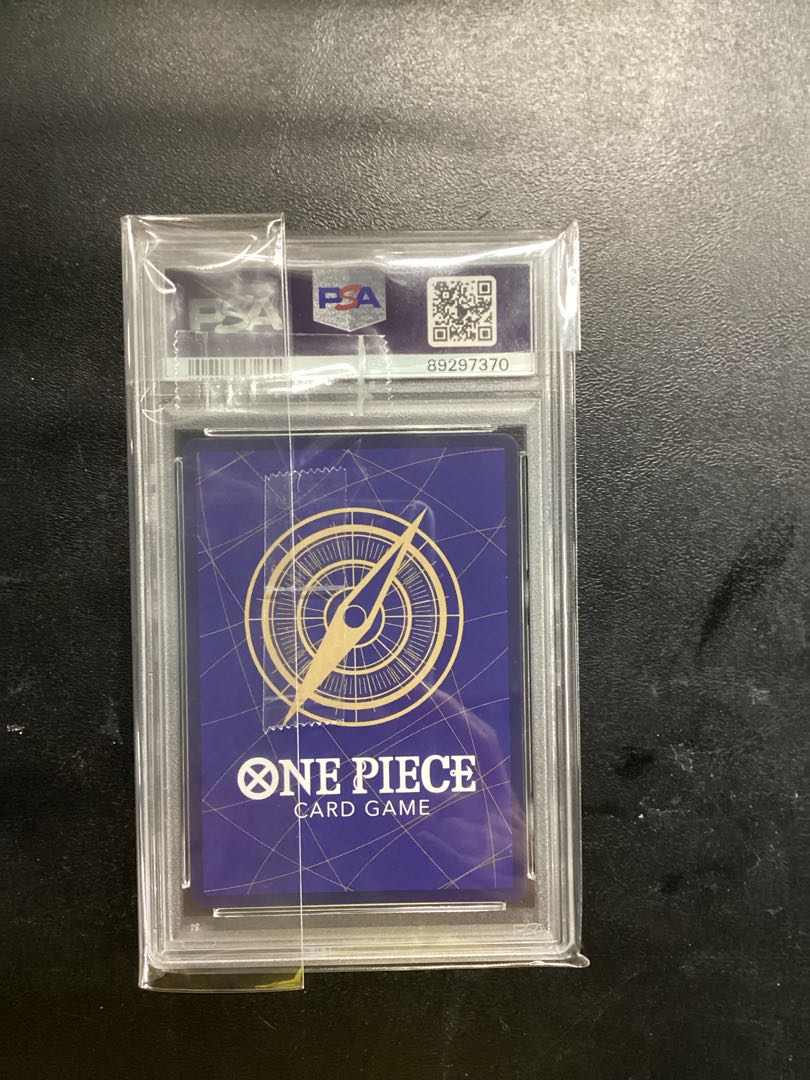 PSA
PSA
89297370
ONE PIECE
CARD GAME